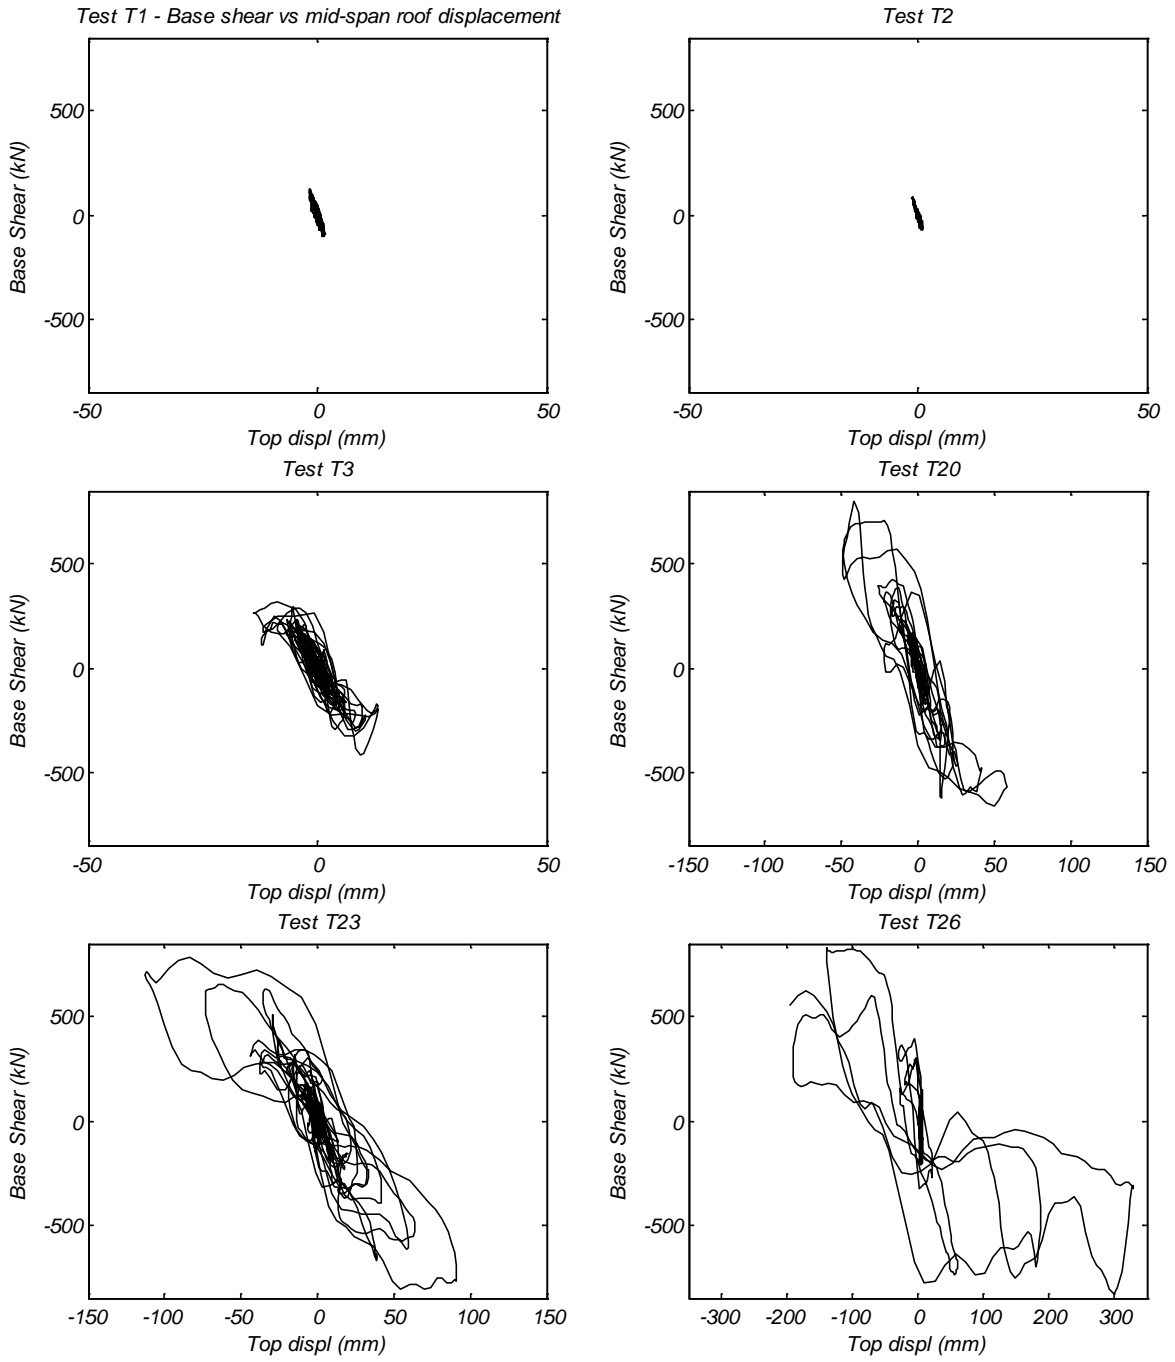 Test T1 - Base shear vs mid-span roof displacement
500
0
-500
Base Shear (kN)
-50 0 50
Top displ (mm)
Test T2
500
0
-500
Base Shear (kN)
-50 0 50
Top displ (mm)
Test T3
500
0
-500
Base Shear (kN)
-50 0 50
Top displ (mm)
Test T20
500
0
-500
Base Shear (kN)
-150 -100 -50 0 50 100 150
Top displ (mm)
Test T23
500
0
-500
Base Shear (kN)
-150 -100 -50 0 50 100 150
Top displ (mm)
Test T26
500
0
-500
Base Shear (kN)
-300 -200 -100 0 100 200 300
Top displ (mm)